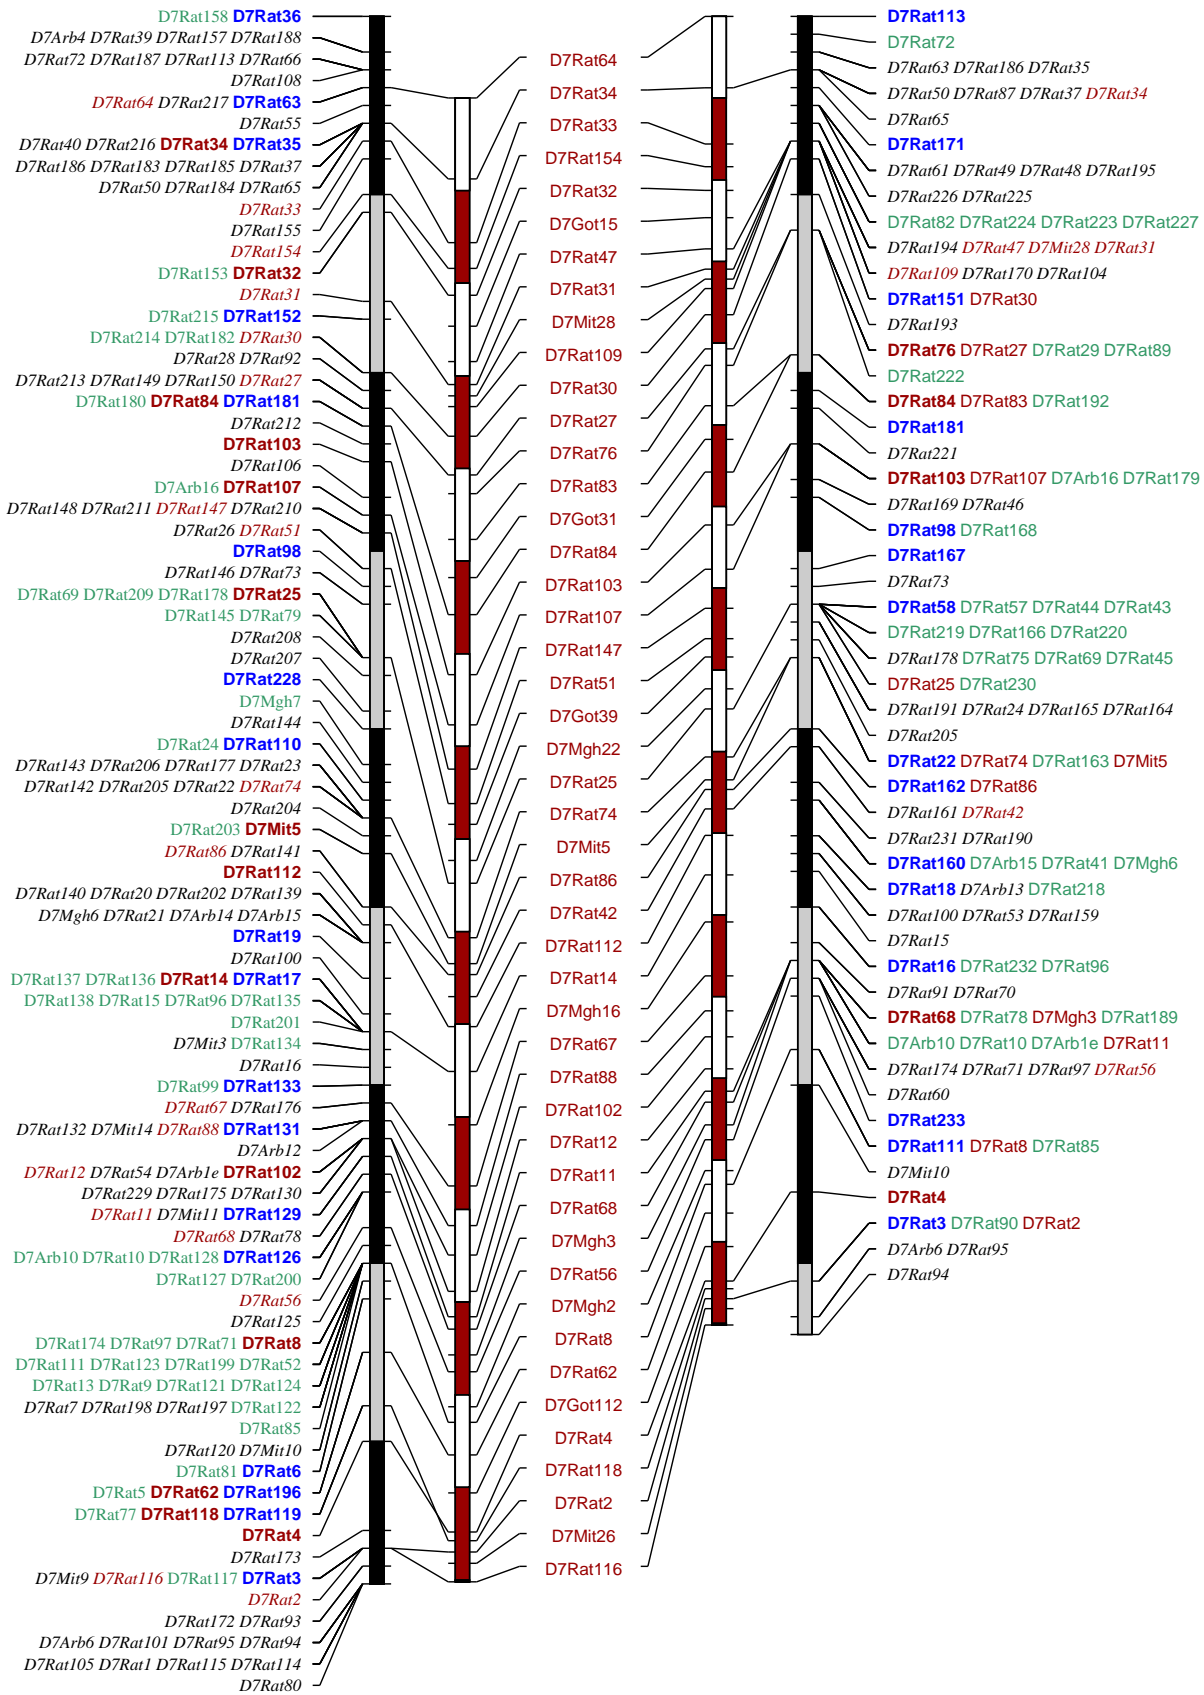 D7Rat158 D7Rat36
D7Arb4 D7Rat39 D7Rat157 D7Rat188
D7Rat72 D7Rat187 D7Rat113 D7Rat66
D7Rat108
D7Rat64 D7Rat217 D7Rat63
D7Rat55
D7Rat40 D7Rat216 D7Rat34 D7Rat35
D7Rat186 D7Rat183 D7Rat185 D7Rat37
D7Rat50 D7Rat184 D7Rat65
D7Rat33
D7Rat155
D7Rat154
D7Rat153 D7Rat32
D7Rat31
D7Rat215 D7Rat152
D7Rat214 D7Rat182 D7Rat30
D7Rat28 D7Rat92
D7Rat213 D7Rat149 D7Rat150 D7Rat27
D7Rat180 D7Rat84 D7Rat181
D7Rat212
D7Rat103
D7Rat106
D7Arb16 D7Rat107
D7Rat148 D7Rat211 D7Rat147 D7Rat210
D7Rat26 D7Rat51
D7Rat98
D7Rat146 D7Rat73
D7Rat69 D7Rat209 D7Rat178 D7Rat25
D7Rat145 D7Rat79
D7Rat208
D7Rat207
D7Rat228
D7Mgh7
D7Rat144
D7Rat24 D7Rat110
D7Rat143 D7Rat206 D7Rat177 D7Rat23
D7Rat142 D7Rat205 D7Rat22 D7Rat74
D7Rat204
D7Rat203 D7Mit5
D7Rat86 D7Rat141
D7Rat112
D7Rat140 D7Rat20 D7Rat202 D7Rat139
D7Mgh6 D7Rat21 D7Arb14 D7Arb15
D7Rat19
D7Rat100
D7Rat137 D7Rat136 D7Rat14 D7Rat17
D7Rat138 D7Rat15 D7Rat96 D7Rat135
D7Rat201
D7Mit3 D7Rat134
D7Rat16
D7Rat99 D7Rat133
D7Rat67 D7Rat176
D7Rat132 D7Mit14 D7Rat88 D7Rat131
D7Arb12
D7Rat12 D7Rat54 D7Arb1e D7Rat102
D7Rat229 D7Rat175 D7Rat130
D7Rat11 D7Mit11 D7Rat129
D7Rat68 D7Rat78
D7Arb10 D7Rat10 D7Rat128 D7Rat126
D7Rat127 D7Rat200
D7Rat56
D7Rat125
D7Rat174 D7Rat97 D7Rat71 D7Rat8
D7Rat111 D7Rat123 D7Rat199 D7Rat52
D7Rat13 D7Rat9 D7Rat121 D7Rat124
D7Rat7 D7Rat198 D7Rat197 D7Rat122
D7Rat85
D7Rat120 D7Mit10
D7Rat81 D7Rat6
D7Rat5 D7Rat62 D7Rat196
D7Rat77 D7Rat118 D7Rat119
D7Rat4
D7Rat173
D7Mit9 D7Rat116 D7Rat117 D7Rat3
D7Rat2
D7Rat172 D7Rat93
D7Arb6 D7Rat101 D7Rat95 D7Rat94
D7Rat105 D7Rat1 D7Rat115 D7Rat114
D7Rat80
D7Rat64
D7Rat34
D7Rat33
D7Rat154
D7Rat32
D7Got15
D7Rat47
D7Rat31
D7Mit28
D7Rat109
D7Rat30
D7Rat27
D7Rat76
D7Rat83
D7Got31
D7Rat84
D7Rat103
D7Rat107
D7Rat147
D7Rat51
D7Got39
D7Mgh22
D7Rat25
D7Rat74
D7Mit5
D7Rat86
D7Rat42
D7Rat112
D7Rat14
D7Mgh16
D7Rat67
D7Rat88
D7Rat102
D7Rat12
D7Rat11
D7Rat68
D7Mgh3
D7Rat56
D7Mgh2
D7Rat8
D7Rat62
D7Got112
D7Rat4
D7Rat118
D7Rat2
D7Mit26
D7Rat116
D7Rat113
D7Rat72
D7Rat63 D7Rat186 D7Rat35
D7Rat50 D7Rat87 D7Rat37 D7Rat34
D7Rat65
D7Rat171
D7Rat61 D7Rat49 D7Rat48 D7Rat195
D7Rat226 D7Rat225
D7Rat82 D7Rat224 D7Rat223 D7Rat227
D7Rat194 D7Rat47 D7Mit28 D7Rat31
D7Rat109 D7Rat170 D7Rat104
D7Rat151 D7Rat30
D7Rat193
D7Rat76 D7Rat27 D7Rat29 D7Rat89
D7Rat222
D7Rat84 D7Rat83 D7Rat192
D7Rat181
D7Rat221
D7Rat103 D7Rat107 D7Arb16 D7Rat179
D7Rat169 D7Rat46
D7Rat98 D7Rat168
D7Rat167
D7Rat73
D7Rat58 D7Rat57 D7Rat44 D7Rat43
D7Rat219 D7Rat166 D7Rat220
D7Rat178 D7Rat75 D7Rat69 D7Rat45
D7Rat25 D7Rat230
D7Rat191 D7Rat24 D7Rat165 D7Rat164
D7Rat205
D7Rat22 D7Rat74 D7Rat163 D7Mit5
D7Rat162 D7Rat86
D7Rat161 D7Rat42
D7Rat231 D7Rat190
D7Rat160 D7Arb15 D7Rat41 D7Mgh6
D7Rat18 D7Arb13 D7Rat218
D7Rat100 D7Rat53 D7Rat159
D7Rat15
D7Rat16 D7Rat232 D7Rat96
D7Rat91 D7Rat70
D7Rat68 D7Rat78 D7Mgh3 D7Rat189
D7Arb10 D7Rat10 D7Arb1e D7Rat11
D7Rat174 D7Rat71 D7Rat97 D7Rat56
D7Rat60
D7Rat233
D7Rat111 D7Rat8 D7Rat85
D7Mit10
D7Rat4
D7Rat3 D7Rat90 D7Rat2
D7Arb6 D7Rat95
D7Rat94